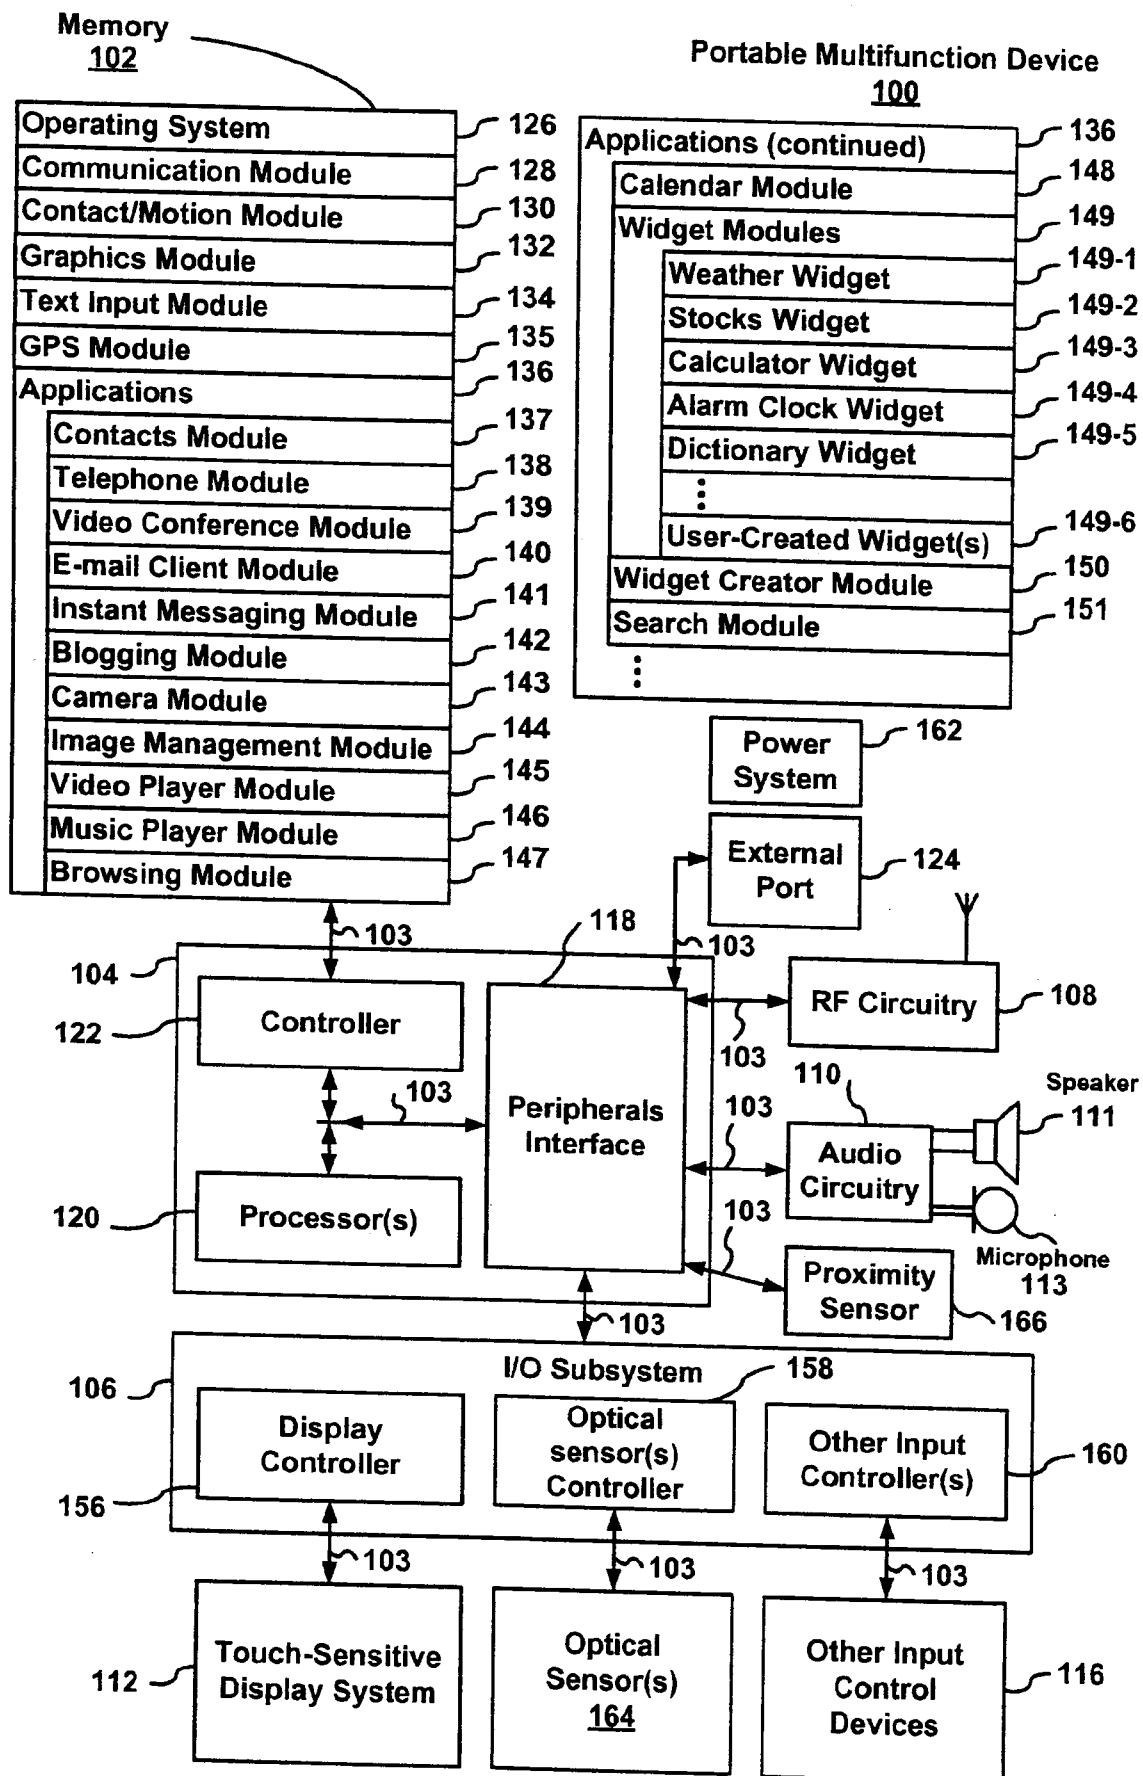 Memory
102
Portable Multifunction Device
100
Operating System
126
Communication Module
128
Contact/Motion Module
130
Graphics Module
132
Text Input Module
134
GPS Module
135
Applications
136
Contacts Module
137
Telephone Module
138
Video Conference Module
139
E-mail Client Module
140
Instant Messaging Module
141
Blogging Module
142
Camera Module
143
Image Management Module
144
Video Player Module
145
Music Player Module
146
Browsing Module
147
Applications (continued)
136
Calendar Module
148
Widget Modules
149
Weather Widget
149-1
Stocks Widget
149-2
Calculator Widget
149-3
Alarm Clock Widget
149-4
Dictionary Widget
149-5
User-Created Widget(s)
149-6
Widget Creator Module
150
Search Module
151
Power
System
162
External
Port
124
103
118
103
104
Controller
122
RF Circuitry
108
103
103
Peripherals
Interface
110
Speaker
111
103
Audio
Circuitry
Processor(s)
120
103
Microphone
113
Proximity
Sensor
166
103
I/O Subsystem
158
106
Display
Controller
156
Optical
sensor(s)
Controller
Other Input
Controller(s)
160
103
103
103
Touch-Sensitive
Display System
112
Optical
Sensor(s)
164
Other Input
Control
Devices
116